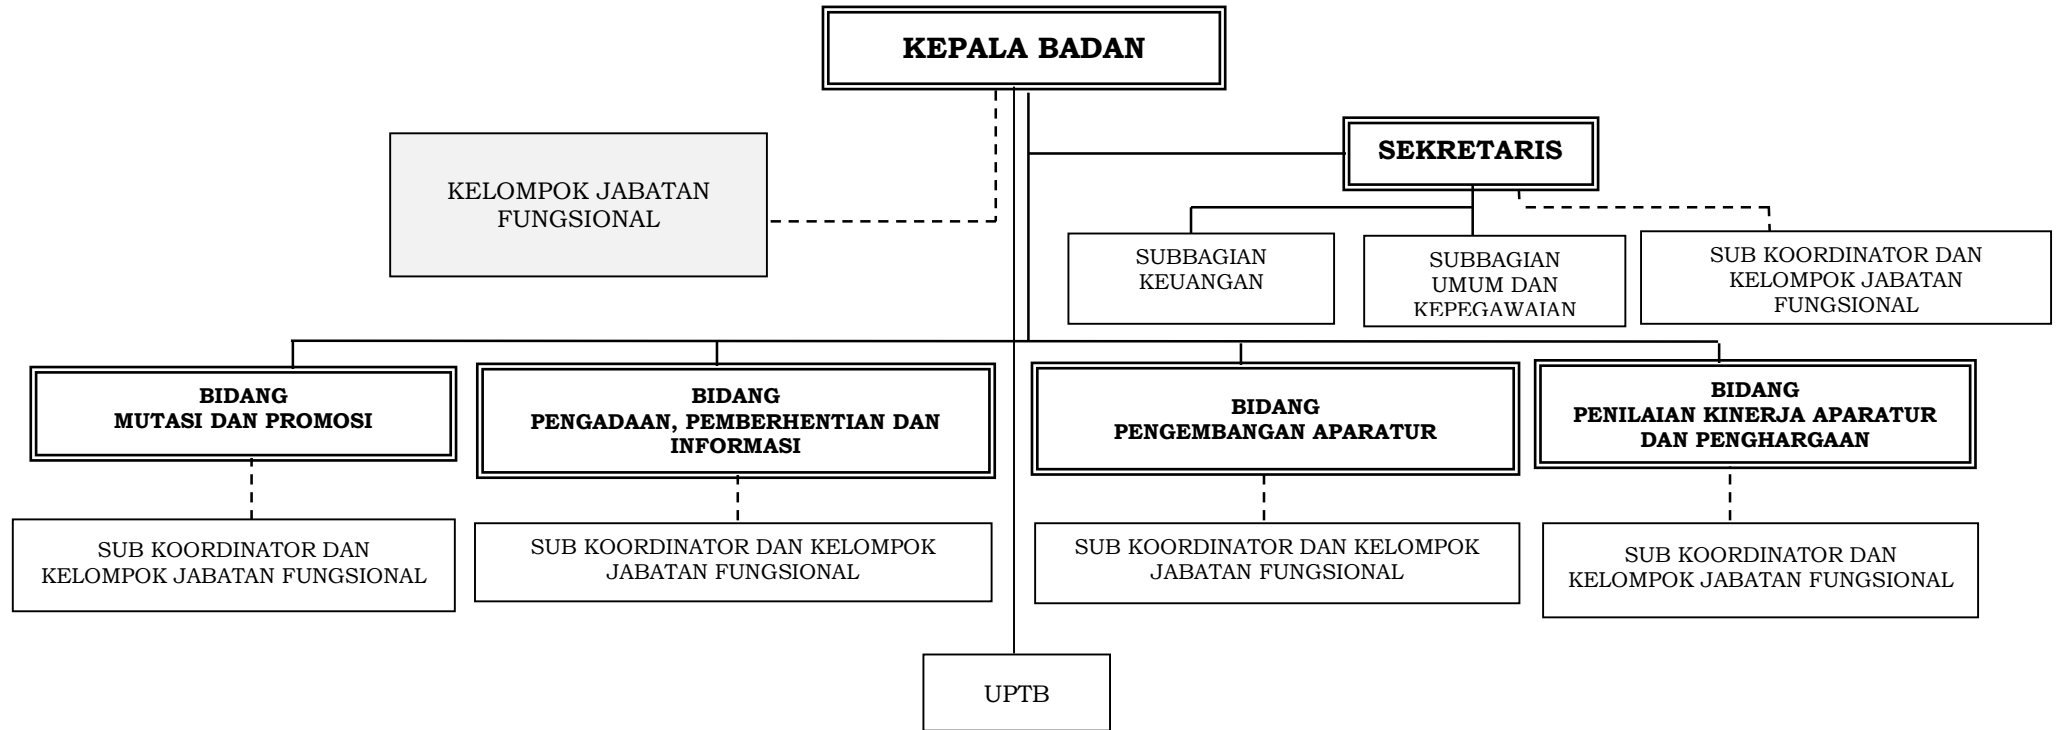 KEPALA BADAN
SEKRETARIS
KELOMPOK JABATAN
FUNGSIONAL
SUBBAGIAN
KEUANGAN
SUBBAGIAN
UMUM DAN
KEPEGAWAIAN
SUB KOORDINATOR DAN
KELOMPOK JABATAN
FUNGSIONAL
BIDANG
MUTASI DAN PROMOSI
BIDANG
PENGADAAN, PEMBERHENTIAN DAN
INFORMASI
BIDANG
PENGEMBANGAN APARATUR
BIDANG
PENILAIAN KINERJA APARATUR
DAN PENGHARGAAN
SUB KOORDINATOR DAN
KELOMPOK JABATAN FUNGSIONAL
SUB KOORDINATOR DAN KELOMPOK
JABATAN FUNGSIONAL
SUB KOORDINATOR DAN KELOMPOK
JABATAN FUNGSIONAL
SUB KOORDINATOR DAN
KELOMPOK JABATAN FUNGSIONAL
UPTB